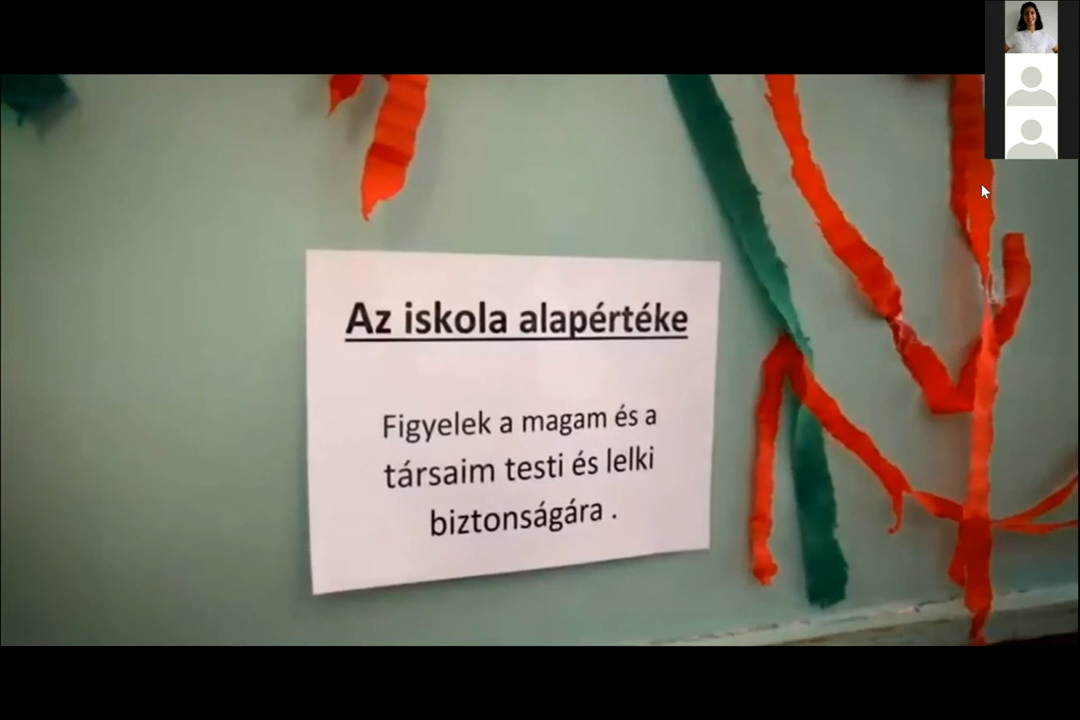 Az iskola alapértéke
Figyelek a magam és a
társaim testi és lelki
biztonságára .